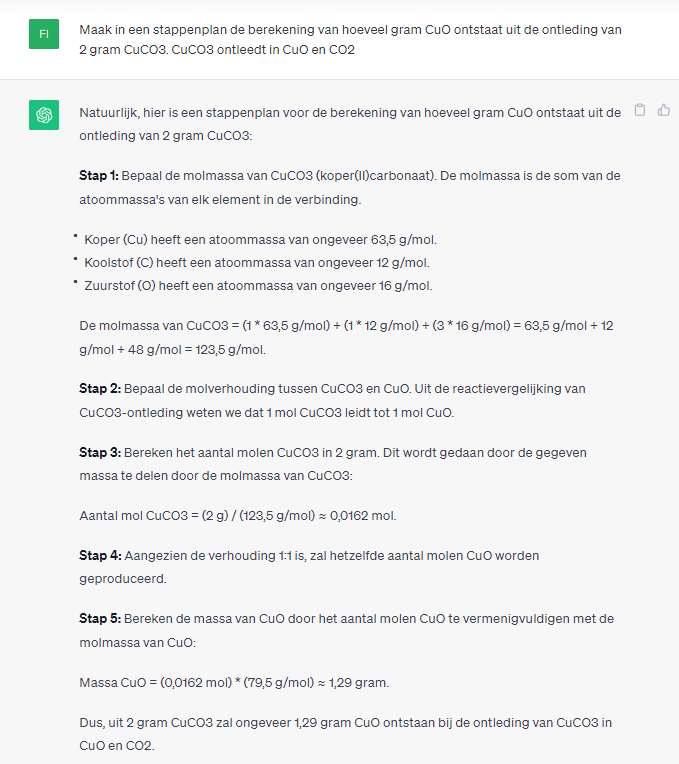 FI
Maak in een stappenplan de berekening van hoeveel gram CuO ontstaat uit de ontleding van
2 gram CuCO3. CuCO3 ontleedt in CuO en CO2
Natuurlijk, hier is een stappenplan voor de berekening van hoeveel gram CuO ontstaat uit de
ontleding van 2 gram CuCO3:
Stap 1: Bepaal de molmassa van CuCO3 (koper(II)carbonaat). De molmassa is de som van de
atoommassa's van elk element in de verbinding.
• Koper (Cu) heeft een atoommassa van ongeveer 63,5 g/mol.
• Koolstof (C) heeft een atoommassa van ongeveer 12 g/mol.
• Zuurstof (O) heeft een atoommassa van ongeveer 16 g/mol.
De molmassa van CuCO3 = (1 * 63,5 g/mol) + (1 * 12 g/mol) + (3 * 16 g/mol) = 63,5 g/mol + 12
g/mol + 48 g/mol = 123,5 g/mol.
Stap 2: Bepaal de molverhouding tussen CuCO3 en CuO. Uit de reactievergelijking van
CuCO3-ontleding weten we dat 1 mol CuCO3 leidt tot 1 mol CuO.
Stap 3: Bereken het aantal molen CuCO3 in 2 gram. Dit wordt gedaan door de gegeven
massa te delen door de molmassa van CuCO3:
Aantal mol CuCO3 = (2 g) / (123,5 g/mol) ≈ 0,0162 mol.
Stap 4: Aangezien de verhouding 1:1 is, zal hetzelfde aantal molen CuO worden
geproduceerd.
Stap 5: Bereken de massa van CuO door het aantal molen CuO te vermenigvuldigen met de
molmassa van CuO:
Massa CuO = (0,0162 mol) * (79,5 g/mol) ≈ 1,29 gram.
Dus, uit 2 gram CuCO3 zal ongeveer 1,29 gram CuO ontstaan bij de ontleding van CuCO3 in
CuO en CO2.